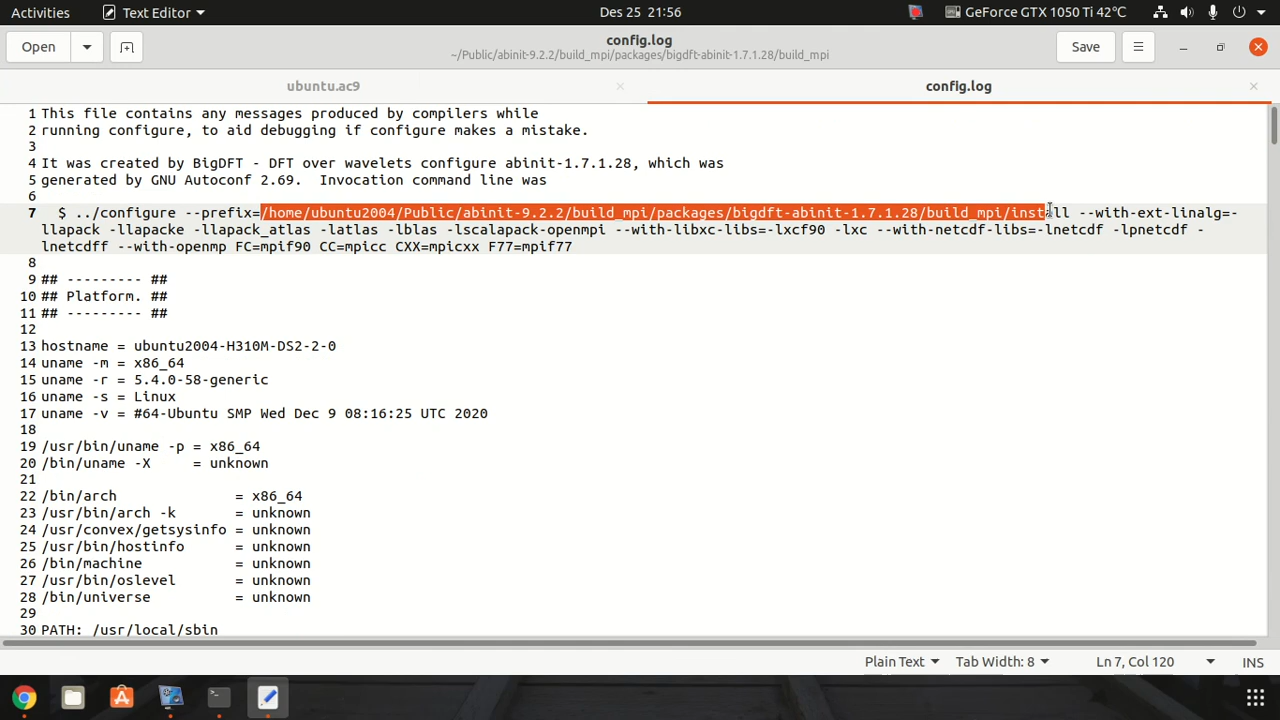 Activities Text Editor Des 25 21:56 GeForce GTX 1050 Ti 42℃
Open config.log Save
~/Public/abinit-9.2.2/build_mpi/packages/bigdft-abinit-1.7.1.28/build_mpi
ubuntu.ac9 config.log
1 This file contains any messages produced by compilers while
2 running configure, to aid debugging if configure makes a mistake.
3
4 It was created by BigDFT - DFT over wavelets configure abinit-1.7.1.28, which was
5 generated by GNU Autoconf 2.69.  Invocation command line was
6
7   $ ../configure --prefix=/home/ubuntu2004/Public/abinit-9.2.2/build_mpi/packages/bigdft-abinit-1.7.1.28/build_mpi/install --with-ext-linalg=-
llapack -llapacke -llapack_atlas -latlas -lblas -lscalapack-openmpi --with-libxc-libs=-lxcf90 -lxc --with-netcdf-libs=-lnetcdf -lpnetcdf -
lnetcdff --with-openmp FC=mpif90 CC=mpicc CXX=mpicxx F77=mpif77
8
9 ## --------- ##
10 ## Platform. ##
11 ## --------- ##
12
13 hostname = ubuntu2004-H310M-DS2-2-0
14 uname -m = x86_64
15 uname -r = 5.4.0-58-generic
16 uname -s = Linux
17 uname -v = #64-Ubuntu SMP Wed Dec 9 08:16:25 UTC 2020
18
19 /usr/bin/uname -p = x86_64
20 /bin/uname -X     = unknown
21
22 /bin/arch              = x86_64
23 /usr/bin/arch -k       = unknown
24 /usr/convex/getsysinfo = unknown
25 /usr/bin/hostinfo      = unknown
26 /bin/machine           = unknown
27 /usr/bin/oslevel       = unknown
28 /bin/universe          = unknown
29
30 PATH: /usr/local/sbin
Plain Text Tab Width: 8 Ln 7, Col 120 INS